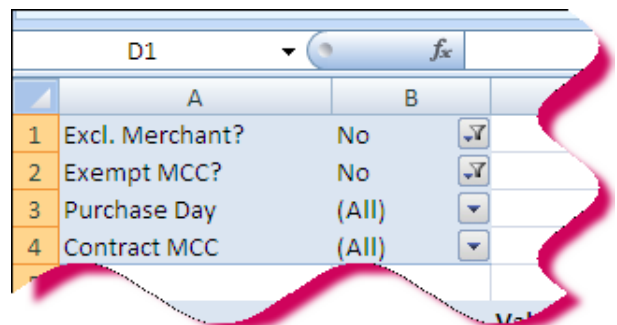 D1 fx
A B
1 Excl. Merchant? No
2 Exempt MCC? No
3 Purchase Day (All)
4 Contract MCC (All)